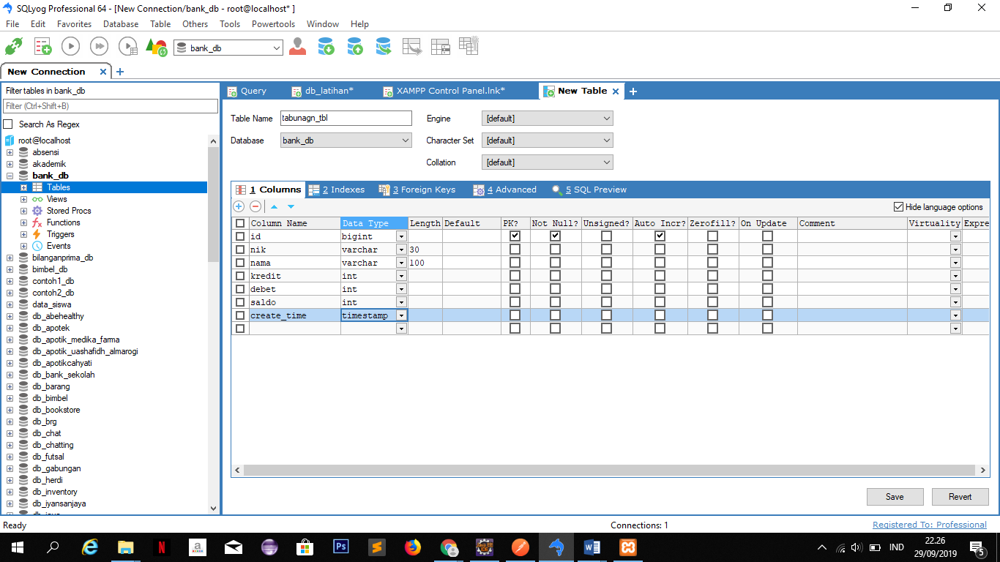 SQLyog Professional 64 - [New Connection/bank_db - root@localhost* ]
File Edit Favorites Database Table Others Tools Powertools Window Help
bank_db
New Connection
Filter tables in bank_db
Filter (Ctrl+Shift+B)
Search As Regex
root@localhost
absensi
akademik
bank_db
Tables
Views
Stored Procs
Functions
Triggers
Events
bilanganprima_db
bimbel_db
contoh1_db
contoh2_db
data_siswa
db_abehealthy
db_apotek
db_apotik_medika_farma
db_apotik_uashafidh_almarogi
db_apotikcahyati
db_bank_sekolah
db_barang
db_bimbel
db_bookstore
db_brg
db_chat
db_chatting
db_futsal
db_gabungan
db_herdi
db_inventory
db_iyansanjaya
Query db_latihan* XAMPP Control Panel.lnk* New Table
Table Name tabunagn_tbl Engine [default]
Database bank_db Character Set [default]
Collation [default]
1 Columns 2 Indexes 3 Foreign Keys 4 Advanced 5 SQL Preview
Hide language options
Column Name Data Type Length Default PK? Not Null? Unsigned? Auto Incr? Zerofill? On Update Comment Virtuality Expre
id bigint
nik varchar 30
nama varchar 100
kredit int
debet int
saldo int
create_time timestamp
Save Revert
Ready Connections: 1 Registered To: Professional
IND 22.26
29/09/2019 5